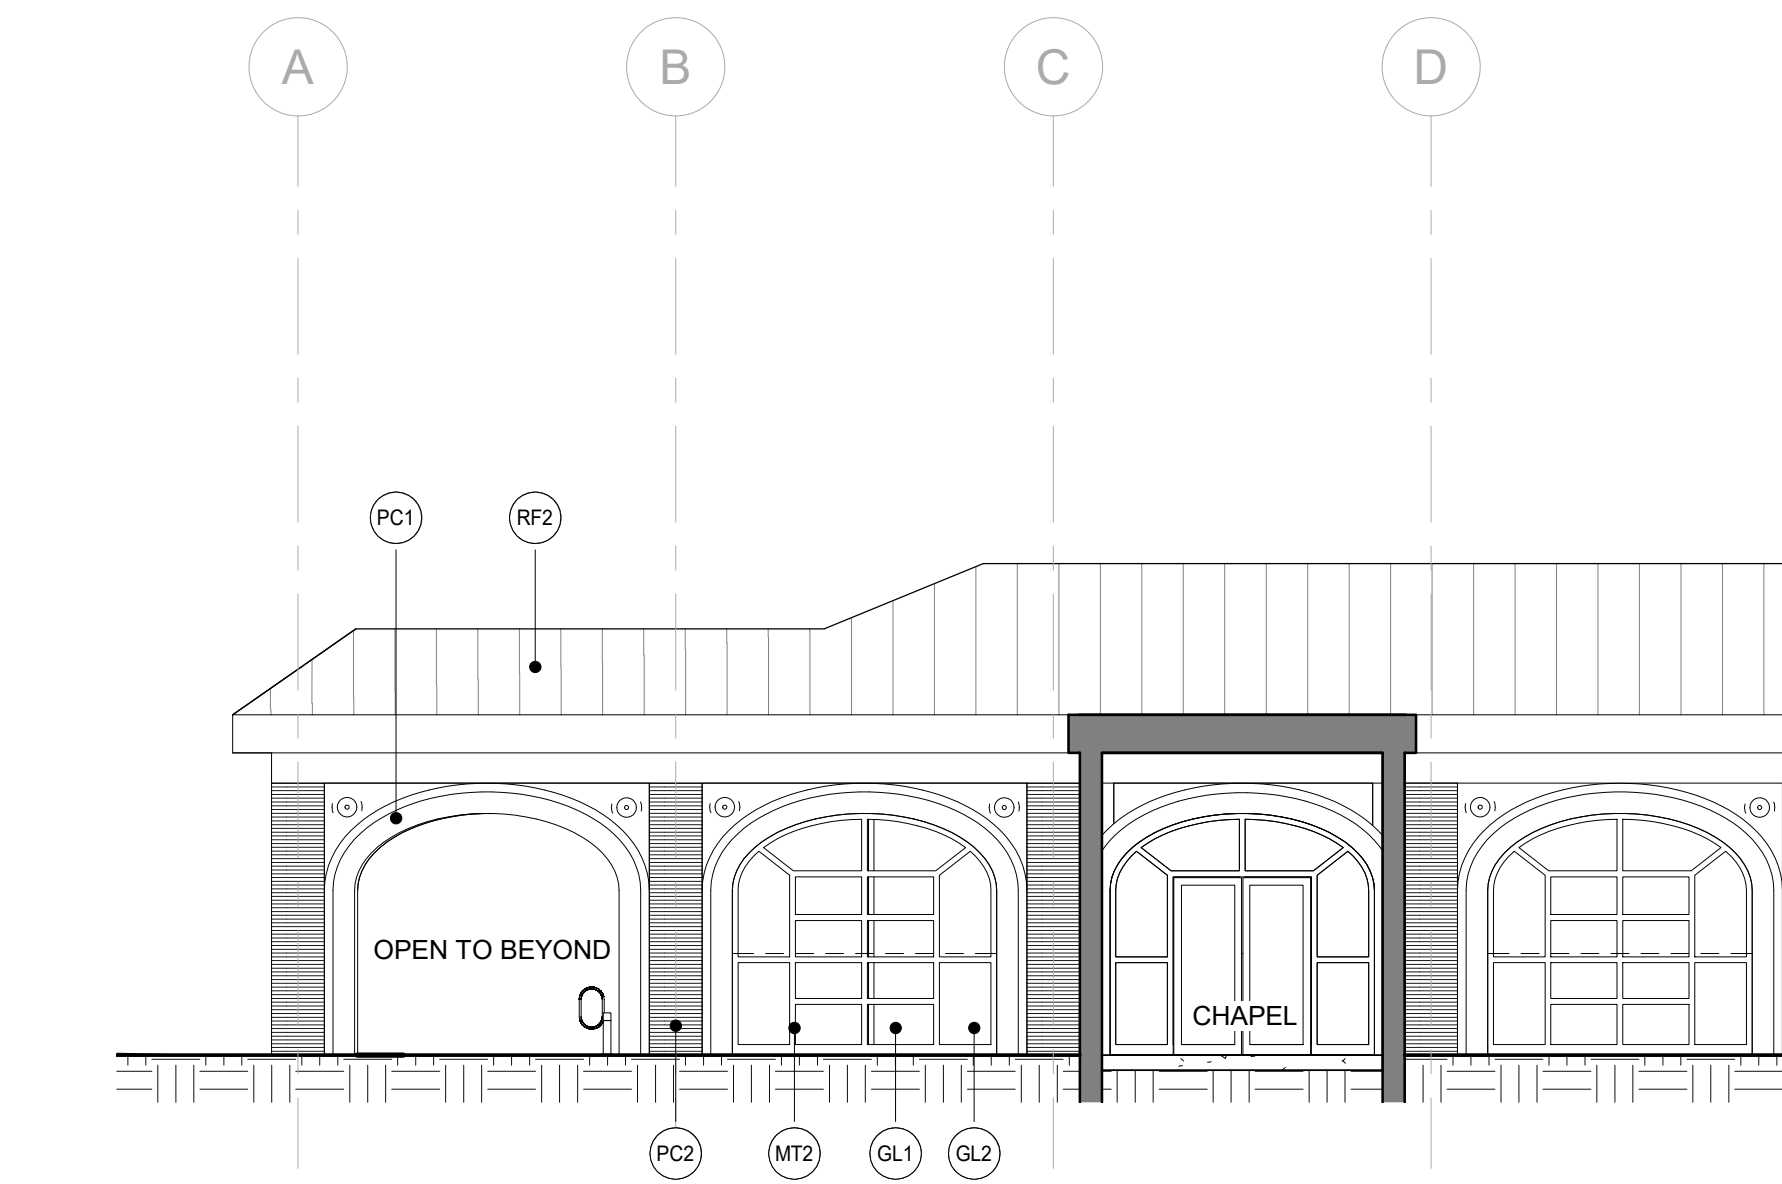 A
B
C
D
PC1
RF2
OPEN TO BEYOND
CHAPEL
PC2
MT2
GL1
GL2